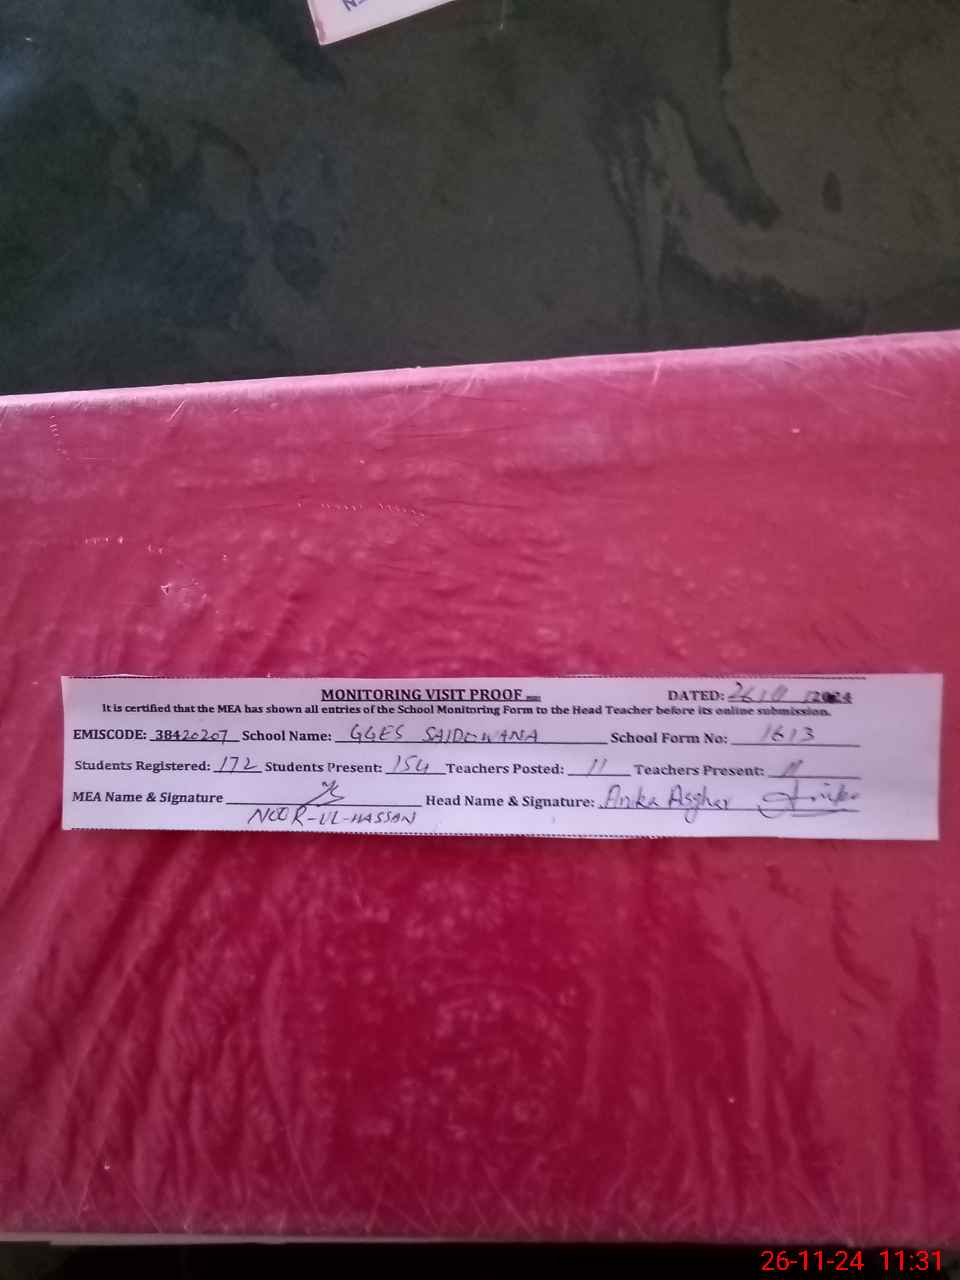 N
MONITORING VISIT PROOF
DATED: 26/11/2024
It is certified that the MEA has shown all entries of the School Monitoring Form to the Head Teacher before its online submission.
EMISCODE: 38420207 School Name: GGES SAIDOWANA School Form No: 1613
Students Registered: 172 Students Present: 154 Teachers Posted: 11 Teachers Present: 11
MEA Name & Signature Head Name & Signature: Anika Asghar Anika
NOOR-UL-HASSAN
26-11-24 11:31